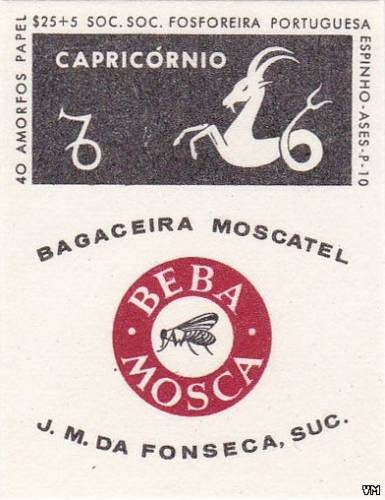 $25+5 SOC. SOC. FOSFOREIRA PORTUGUESA
40 AMORFOS PAPEL
ESPINHO-ASES-P-10
CAPRICÓRNIO
BAGACEIRA MOSCATEL
BEBA
MOSCA
J. M. DA FONSECA, SUC.
VM